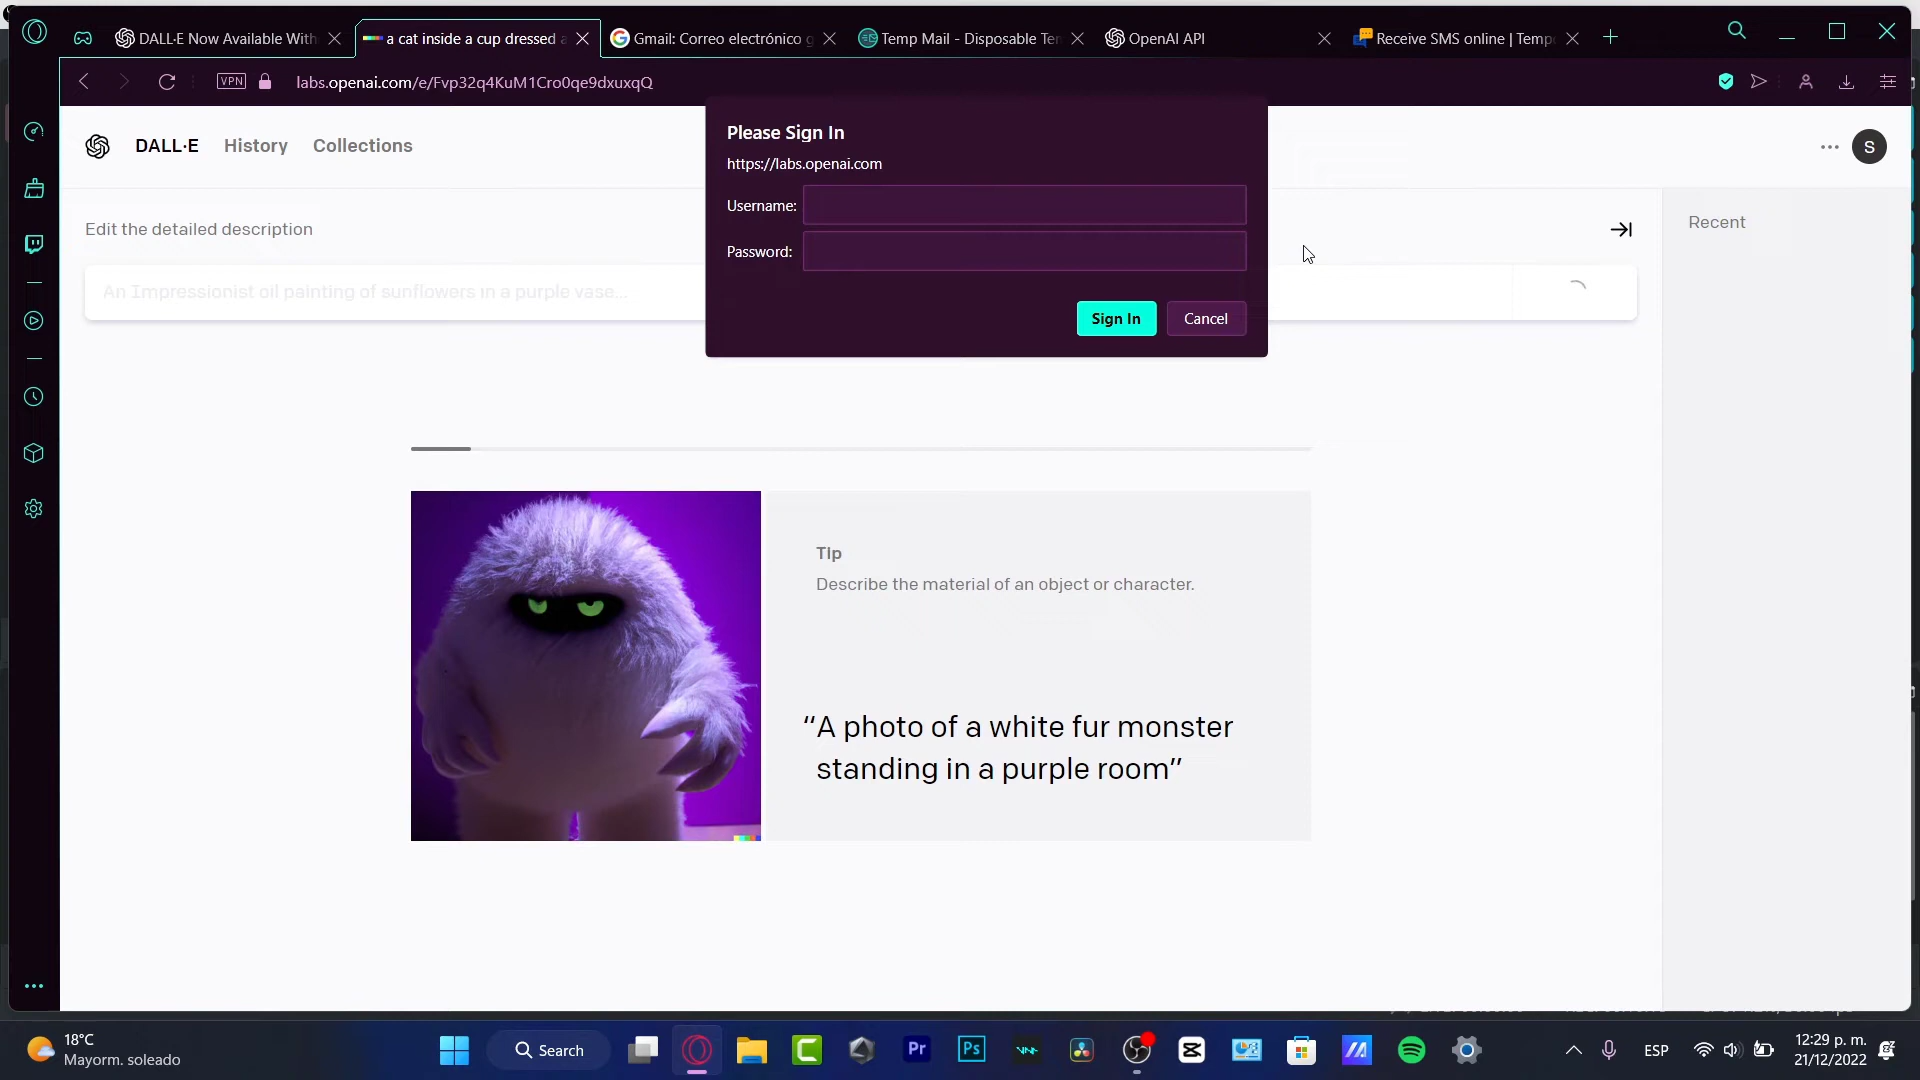 DALL·E Now Available With
a cat inside a cup dressed a
Gmail: Correo electrónico g
Temp Mail - Disposable Ten
OpenAI API
Receive SMS online | Tempo
VPN
labs.openai.com/e/Fvp32q4KuM1Cro0qe9dxuxqQ
DALL·E
History
Collections
S
Please Sign In
https://labs.openai.com
Username:
Password:
Sign In
Cancel
Edit the detailed description
An Impressionist oil painting of sunflowers in a purple vase...
Recent
Tip
Describe the material of an object or character.
“A photo of a white fur monster
standing in a purple room”
18°C
Mayorm. soleado
Search
Pr
Ps
ESP
12:29 p. m.
21/12/2022